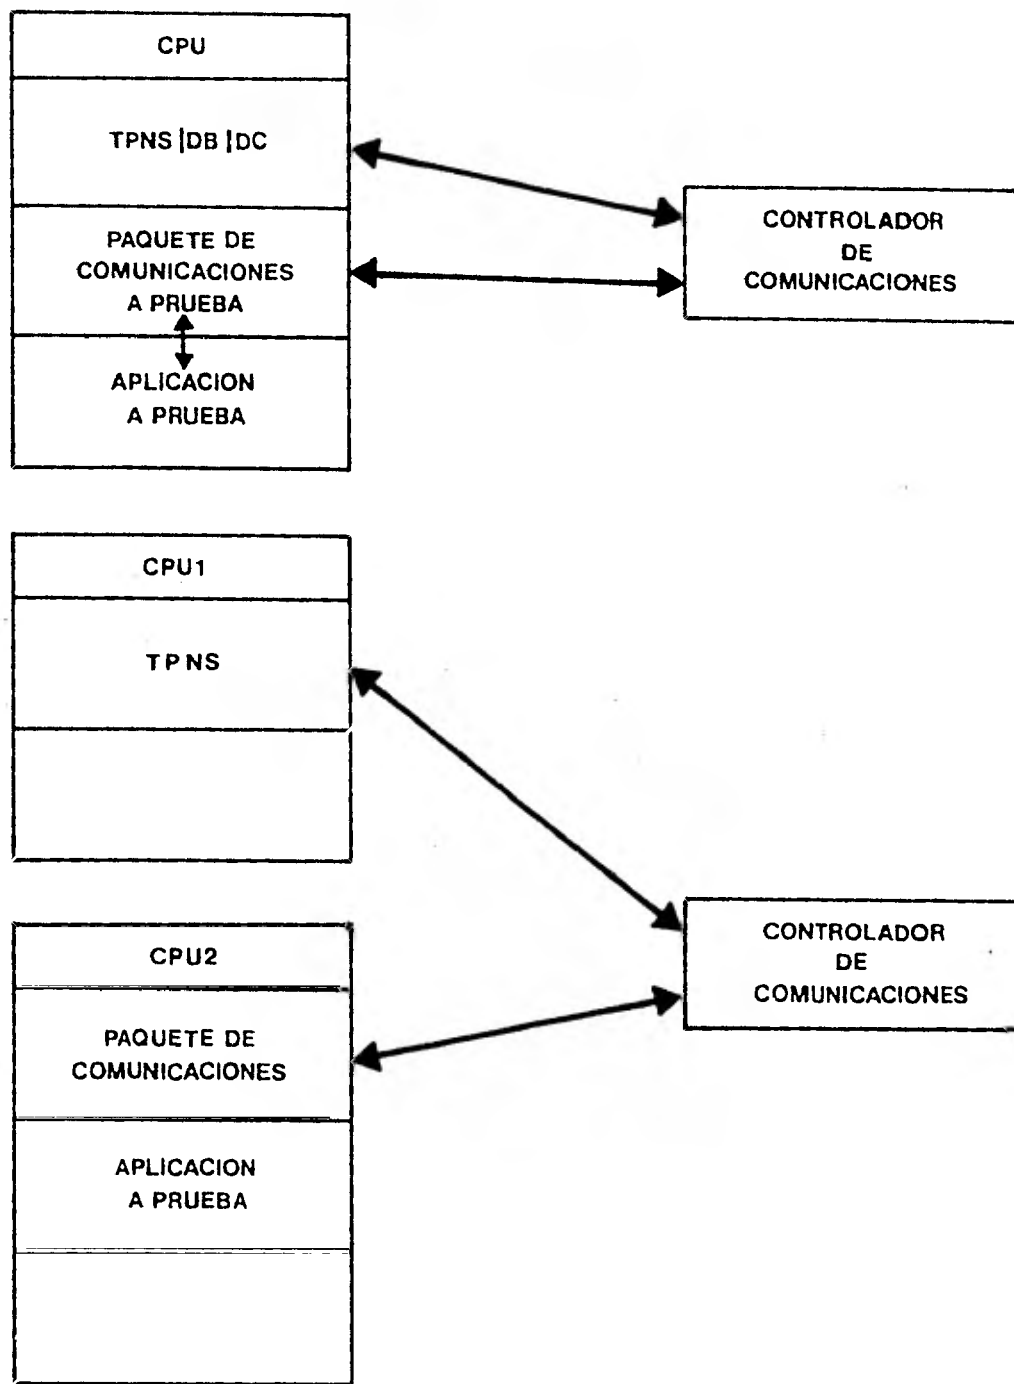 CPU
TPNS |DB |DC
PAQUETE DE
COMUNICACIONES
A PRUEBA
APLICACION
A PRUEBA
CONTROLADOR
DE
COMUNICACIONES
CPU1
TPNS
CPU2
PAQUETE DE
COMUNICACIONES
APLICACION
A PRUEBA
CONTROLADOR
DE
COMUNICACIONES